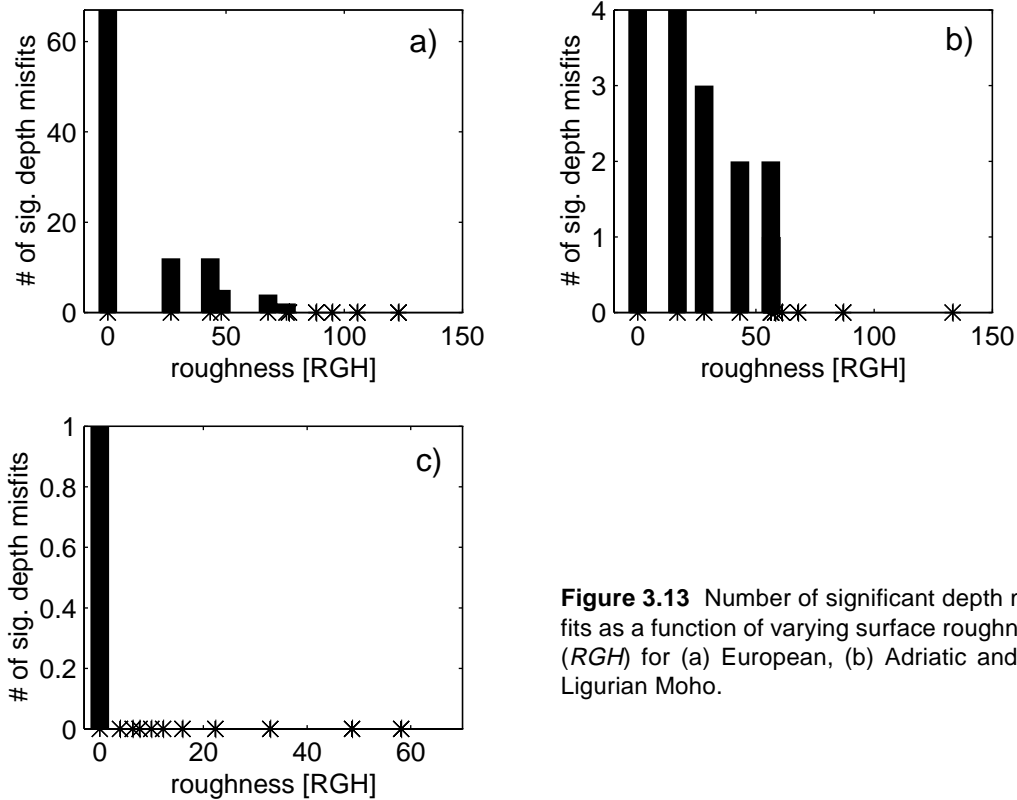 a)
# of sig. depth misfits
60
40
20
0
0 50 100 150
roughness [RGH]
b)
# of sig. depth misfits
4
3
2
1
0
0 50 100 150
roughness [RGH]
c)
# of sig. depth misfits
1
0.8
0.6
0.4
0.2
0
0 20 40 60
roughness [RGH]
Figure 3.13 Number of significant depth
fits as a function of varying surface
(RGH) for (a) European, (b) Adriatic and
Ligurian Moho.